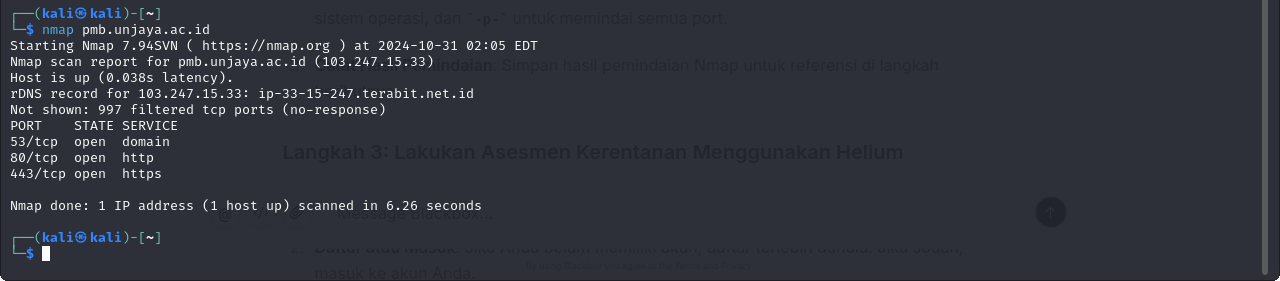 ┌──(kali㉿kali)-[~]
sistem operasi, dan `-p-` untuk memindai semua port.
└─$ nmap pmb.unjaya.ac.id
Starting Nmap 7.94SVN ( https://nmap.org ) at 2024-10-31 02:05 EDT
Nmap scan report for pmb.unjaya.ac.id (103.247.15.33)
: Simpan hasil pemindaian Nmap untuk referensi di langkah
Host is up (0.038s latency).
rDNS record for 103.247.15.33: ip-33-15-247.terabit.net.id
Not shown: 997 filtered tcp ports (no-response)
PORT    STATE SERVICE
53/tcp  open  domain
80/tcp  open  http
Langkah 3: Lakukan Asesmen Kerentanan Menggunakan Helium
443/tcp open  https
Nmap done: 1 IP address (1 host up) scanned in 6.26 seconds
Message Blackbox...
┌──(kali㉿kali)-[~]
└─$
masuk ke akun Anda.